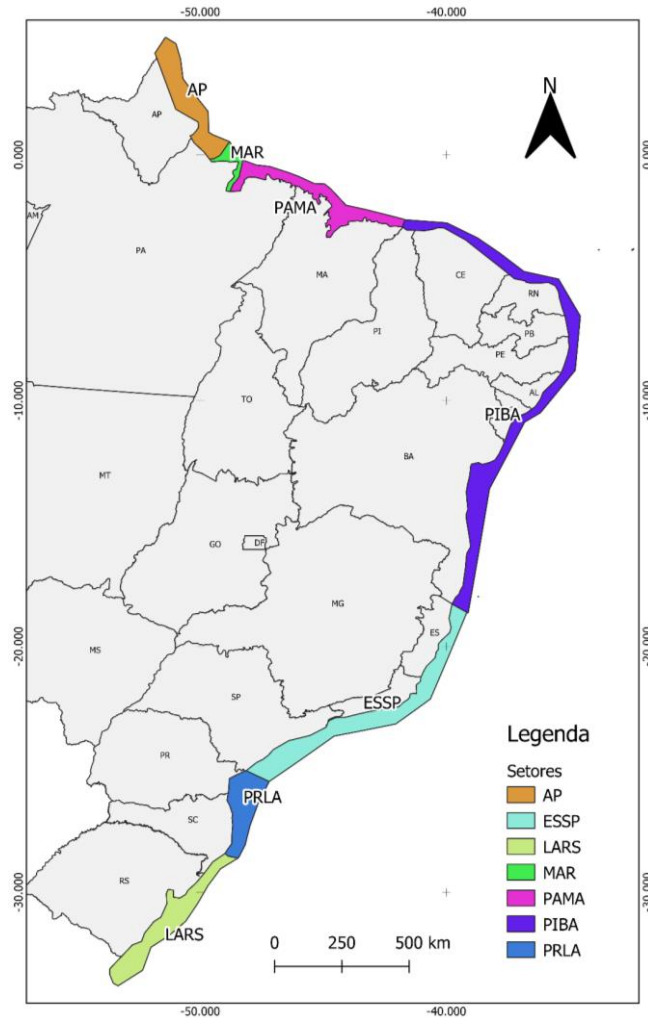 -50.000 -40.000
N
AP
AP
0.000 0.000
MAR
PAMA
AM
PA
MA
CE
RN
PI
PB
PE
TO
AL
-10.000 -10.000
PIBA
BA
MT
GO
DF
MG
ES
MS
-20.000 -20.000
SP
ESSP
PR
Legenda
Setores
PRLA
AP
SC
ESSP
LARS
RS
MAR
-30.000 -30.000
PAMA
LARS
PIBA
0 250 500 km
PRLA
-50.000 -40.000